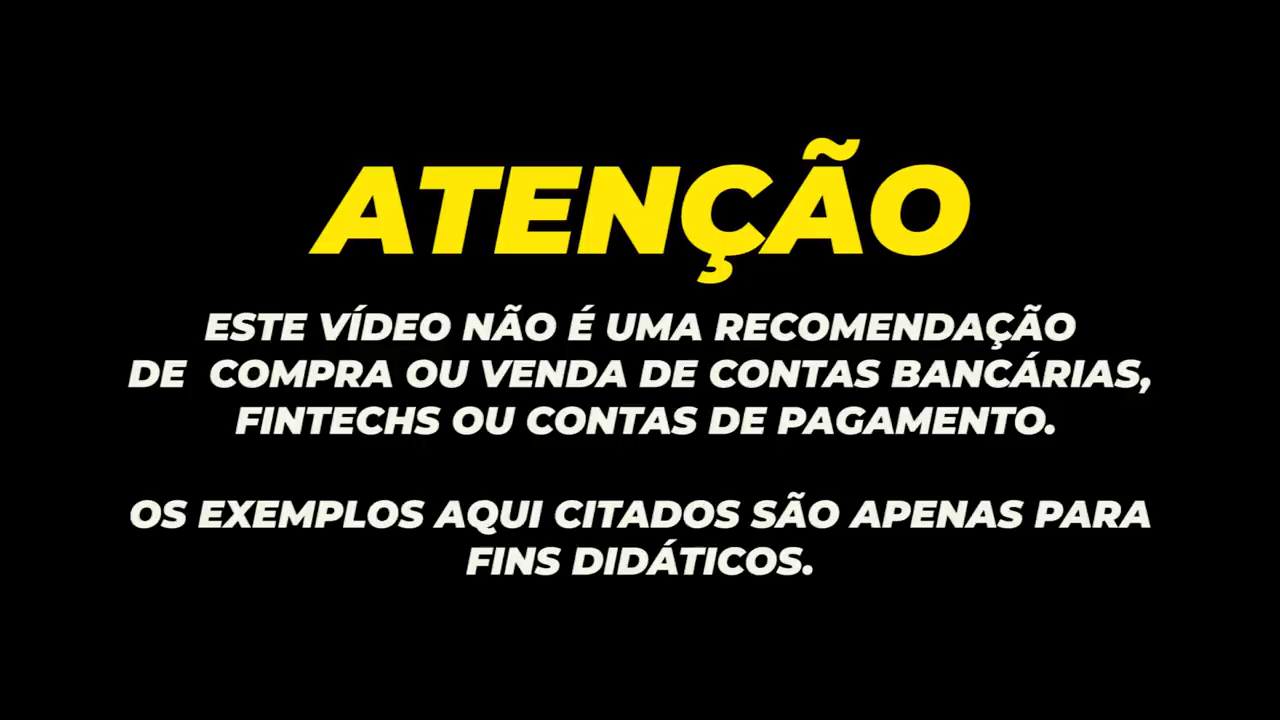 ATENÇÃO
ESTE VÍDEO NÃO É UMA RECOMENDAÇÃO
DE COMPRA OU VENDA DE CONTAS BANCÁRIAS,
FINTECHS OU CONTAS DE PAGAMENTO.
OS EXEMPLOS AQUI CITADOS SÃO APENAS PARA
FINS DIDÁTICOS.